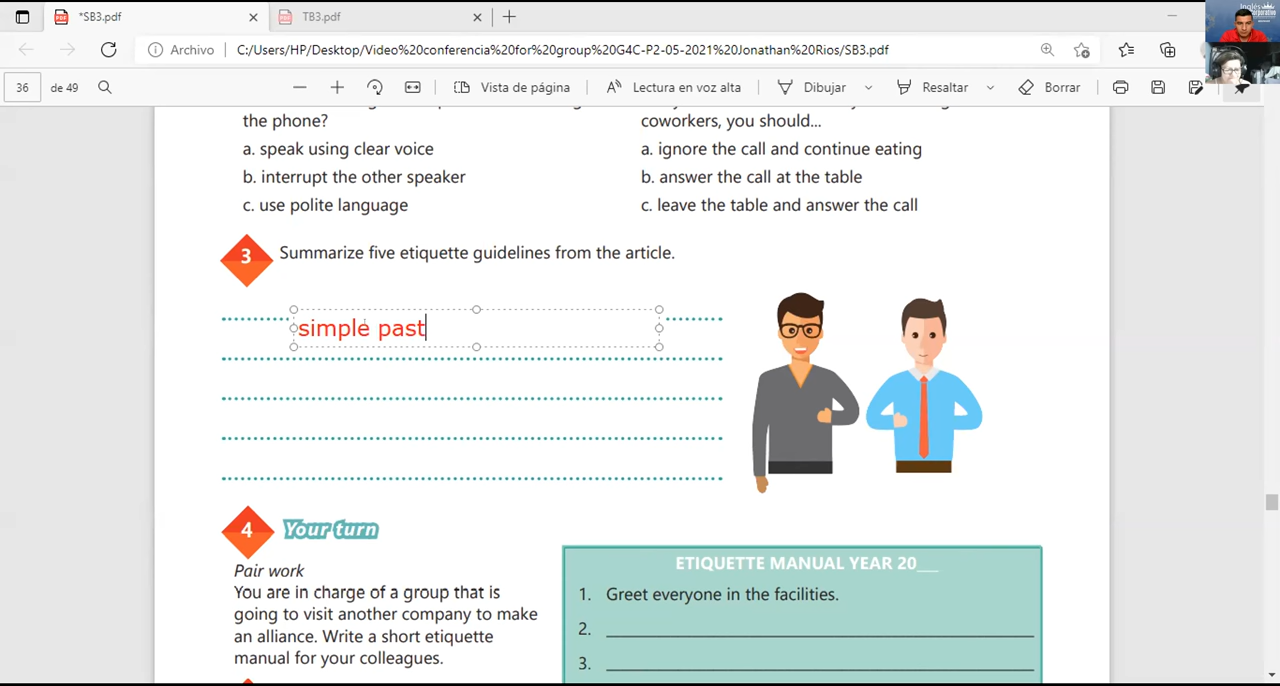 *SB3.pdf
TB3.pdf
Archivo
C:/Users/HP/Desktop/Video%20conferencia%20for%20group%20G4C-P2-05-2021%20Jonathan%20Rios/SB3.pdf
36 de 49
Vista de página
Lectura en voz alta
Dibujar
Resaltar
Borrar
Inglés
the phone?
a. speak using clear voice
b. interrupt the other speaker
c. use polite language
coworkers, you should...
a. ignore the call and continue eating
b. answer the call at the table
c. leave the table and answer the call
3 Summarize five etiquette guidelines from the article.
simple past
4 Your turn
Pair work
You are in charge of a group that is
going to visit another company to make
an alliance. Write a short etiquette
manual for your colleagues.
ETIQUETTE MANUAL YEAR 20___
1. Greet everyone in the facilities.
2.
3.